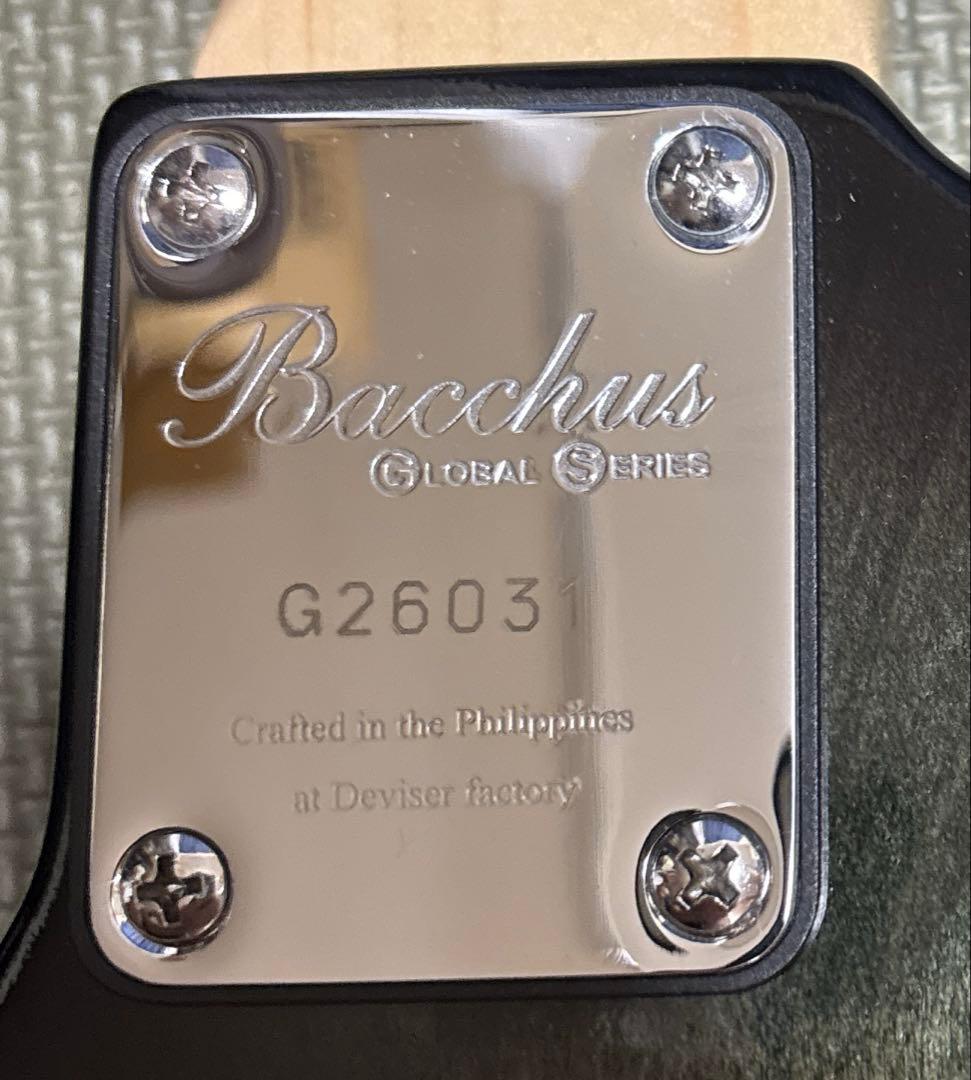 Bacchus
GLOBAL SERIES
G26031
Crafted in the Philippines
at Deviser factory